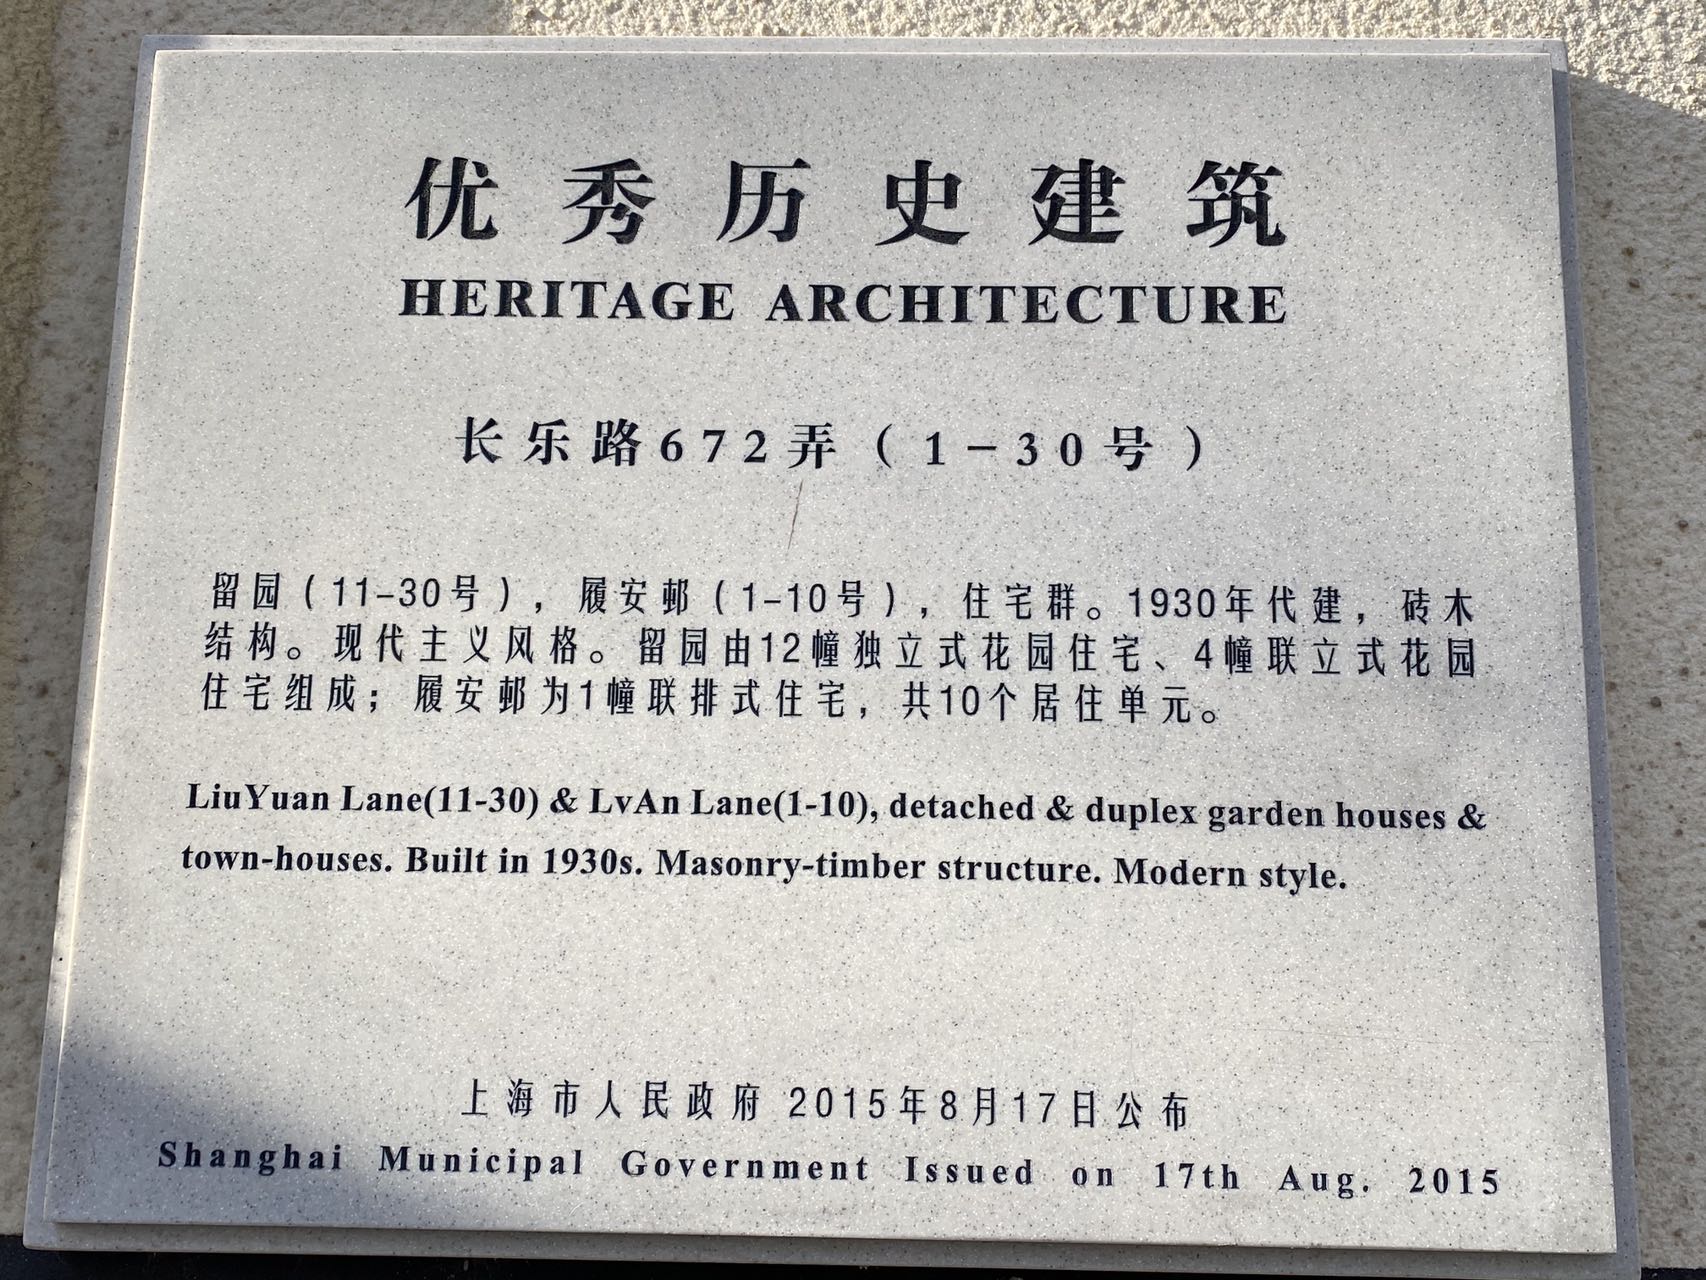 优秀历史建筑
HERITAGE ARCHITECTURE
长乐路672弄（1－30号）
留园（11-30号），履安邨（1-10号），住宅群。1930年代建，砖木
结构。现代主义风格。留园由12幢独立式花园住宅、4幢联立式花园
住宅组成；履安邨为1幢联排式住宅，共10个居住单元。
LiuYuan Lane(11-30) & LvAn Lane(1-10), detached & duplex garden houses &
town-houses. Built in 1930s. Masonry-timber structure. Modern style.
上海市人民政府 2015年8月17日公布
Shanghai Municipal Government Issued on 17th Aug. 2015